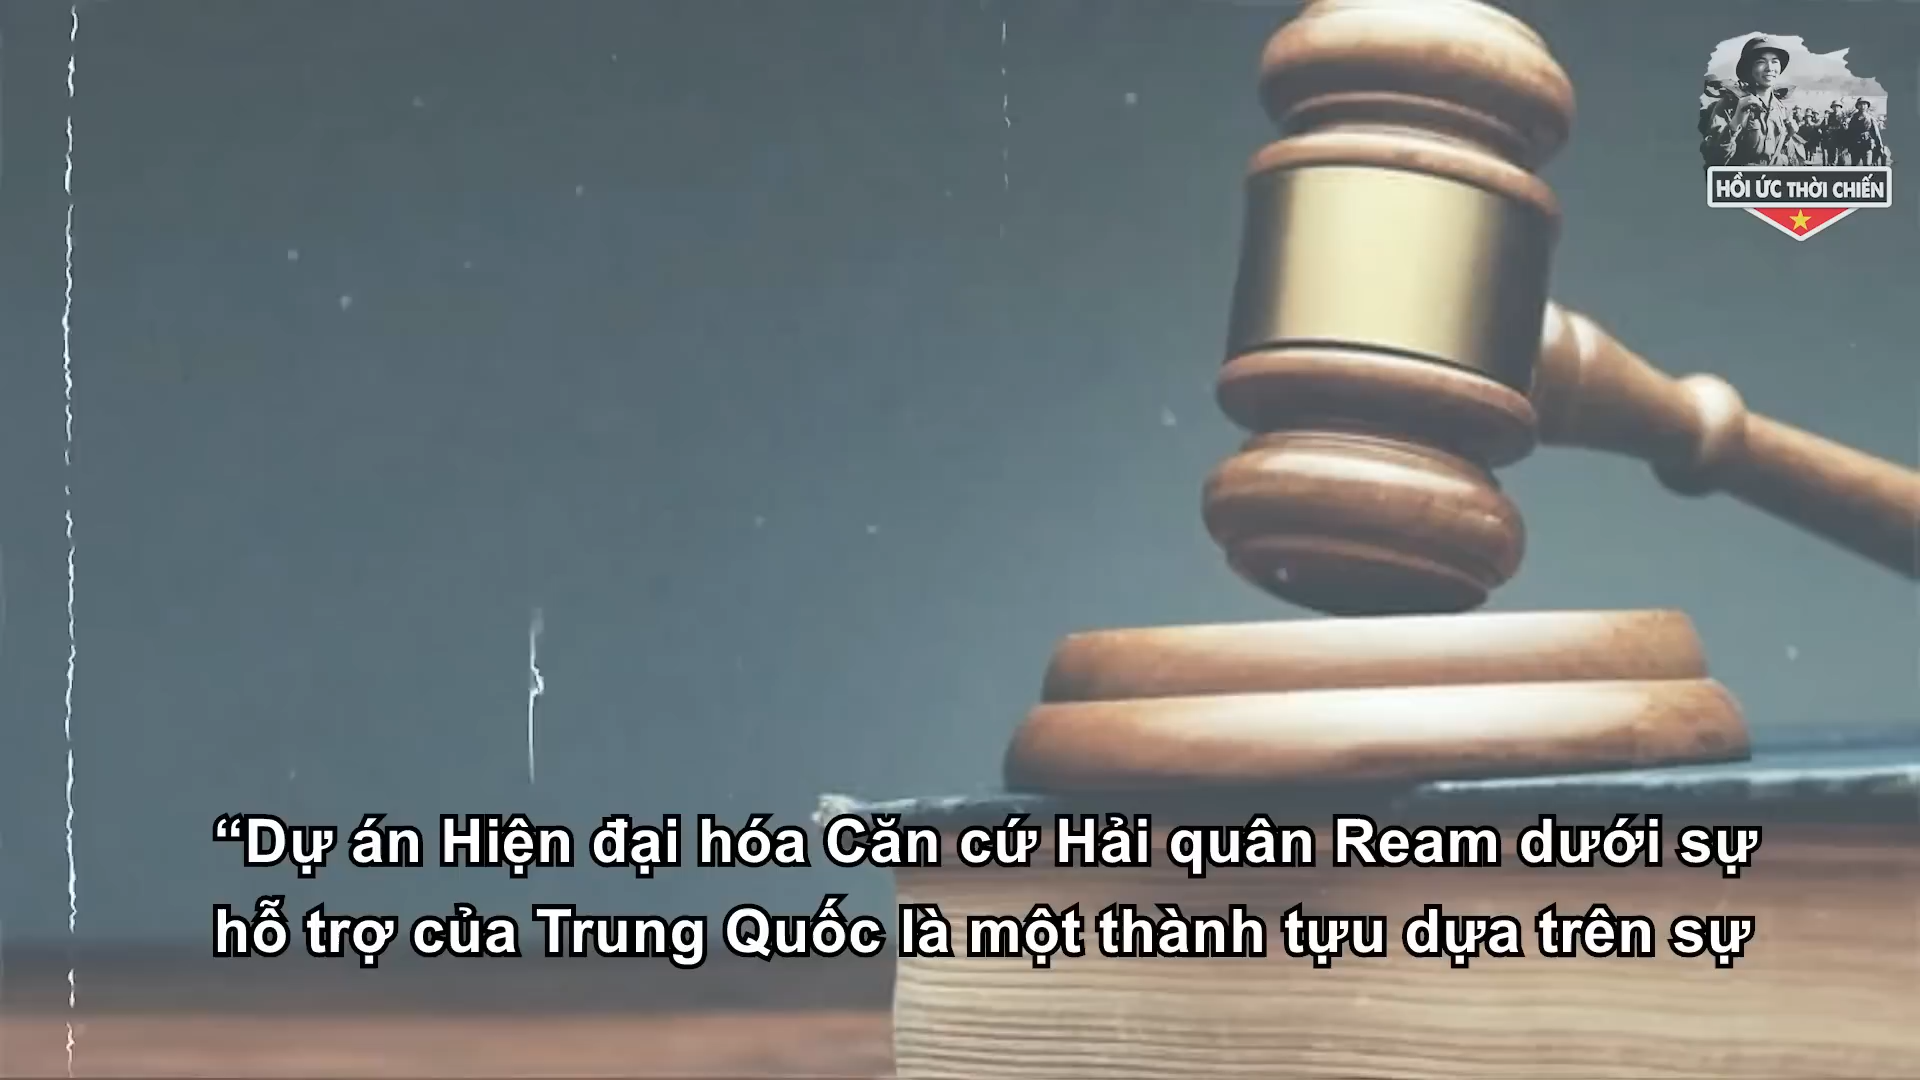 HỒI ỨC THỜI CHIẾN
“Dự án Hiện đại hóa Căn cứ Hải quân Ream dưới sự
hỗ trợ của Trung Quốc là một thành tựu dựa trên sự